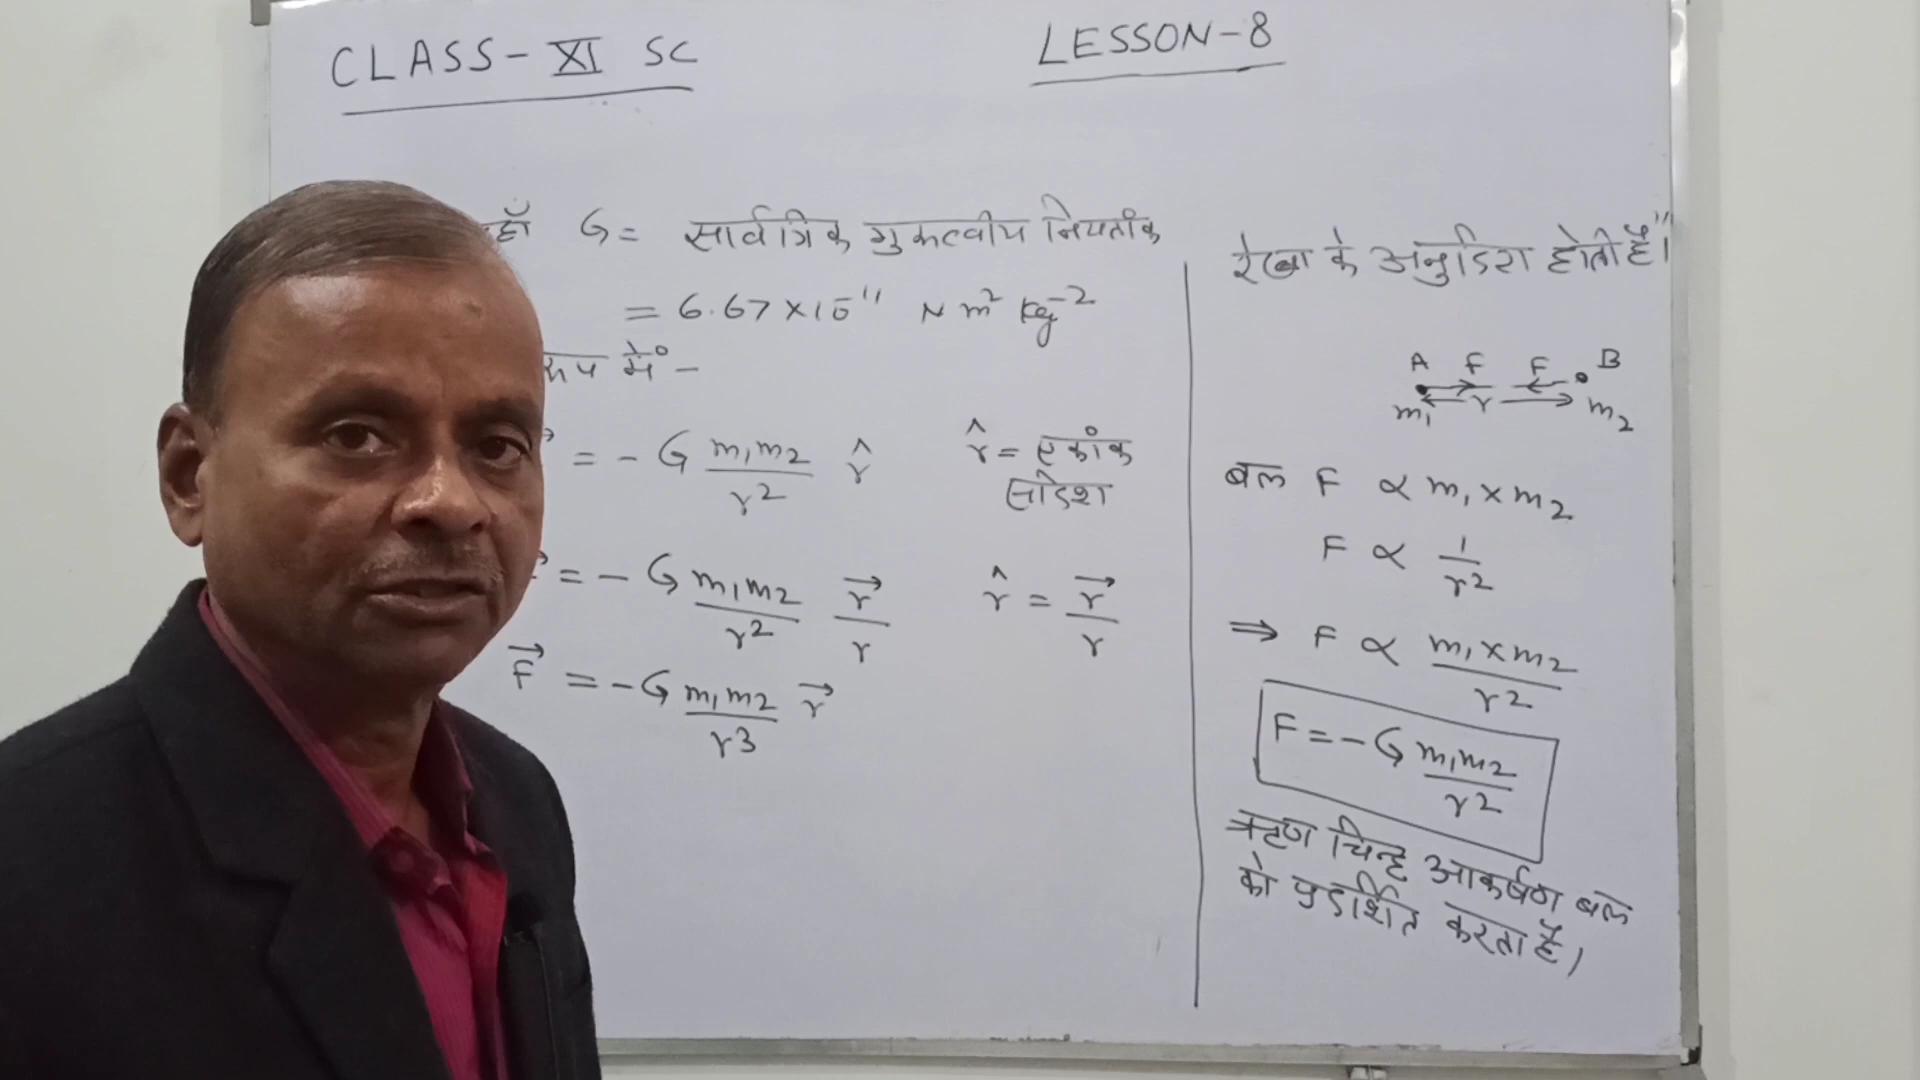 CLASS-XI SC
LESSON-8
G = सार्वत्रिक गुरुत्वीय नियतांक
= 6.67 × 10⁻¹¹ N m² kg⁻²
रूप में -
= - G m₁m₂/r² r̂    r̂ = एकांक
सदिश
= - G m₁m₂/r² r⃗/r    r̂ = r⃗/r
F⃗ = - G m₁m₂/r³ r⃗
रेखा के अनुदिश होती है।"
A F F B
m₁ r m₂
बल F ∝ m₁ × m₂
F ∝ 1/r²
⇒ F ∝ m₁ × m₂/r²
F = - G m₁m₂/r²
ऋण चिन्ह आकर्षण बल
को प्रदर्शित करता है।